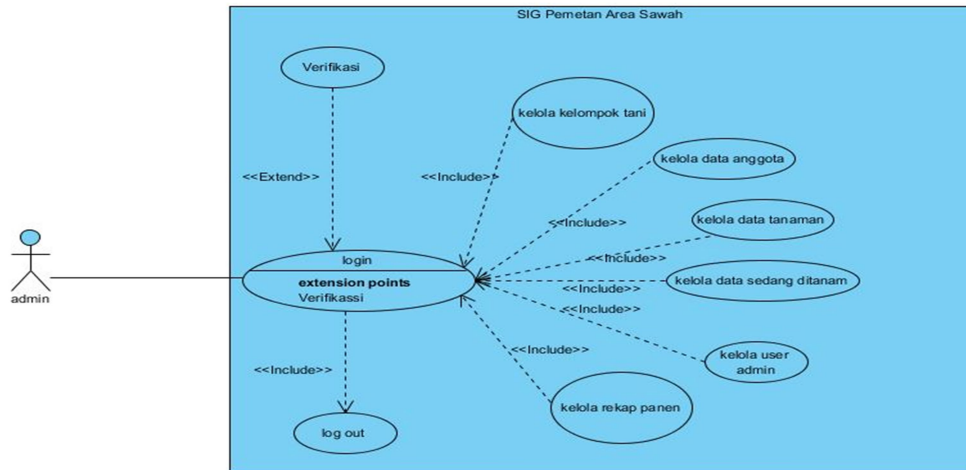 SIG Pemetan Area Sawah
Verifikasi
kelola kelompok tani
kelola data anggota
<<Extend>>
<<Include>>
<<Include>>
kelola data tanaman
<<Include>>
login
extension points
Verifikassi
kelola data sedang ditanam
<<Include>>
<<Include>>
admin
<<Include>>
kelola user
admin
<<Include>>
kelola rekap panen
log out